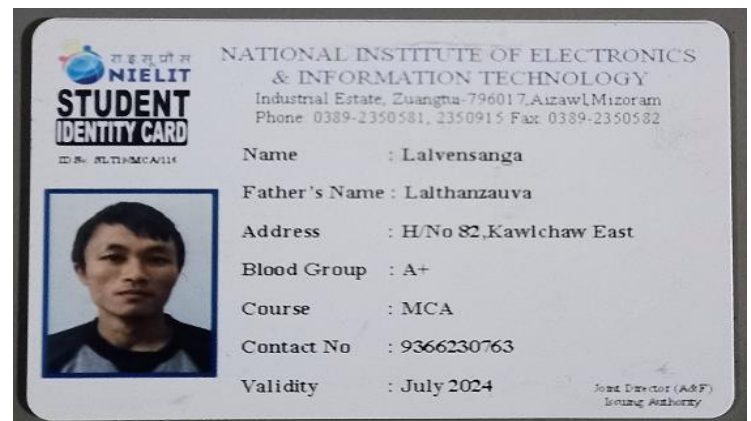 रा.इ.सू.प्रौ.सं
NIELIT
STUDENT
IDENTITY CARD
NATIONAL INSTITUTE OF ELECTRONICS
& INFORMATION TECHNOLOGY
Industrial Estate, Zuangtui-796017,Aizawl,Mizoram
Phone: 0389-2350581, 2350915 Fax: 0389-2350582
Name : Lalvensanga
Father's Name : Lalthanzauva
Address : H/No 82,Kawlchaw East
Blood Group : A+
Course : MCA
Contact No : 9366230763
Validity : July 2024
Joint Director (A&F)
Issuing Authority